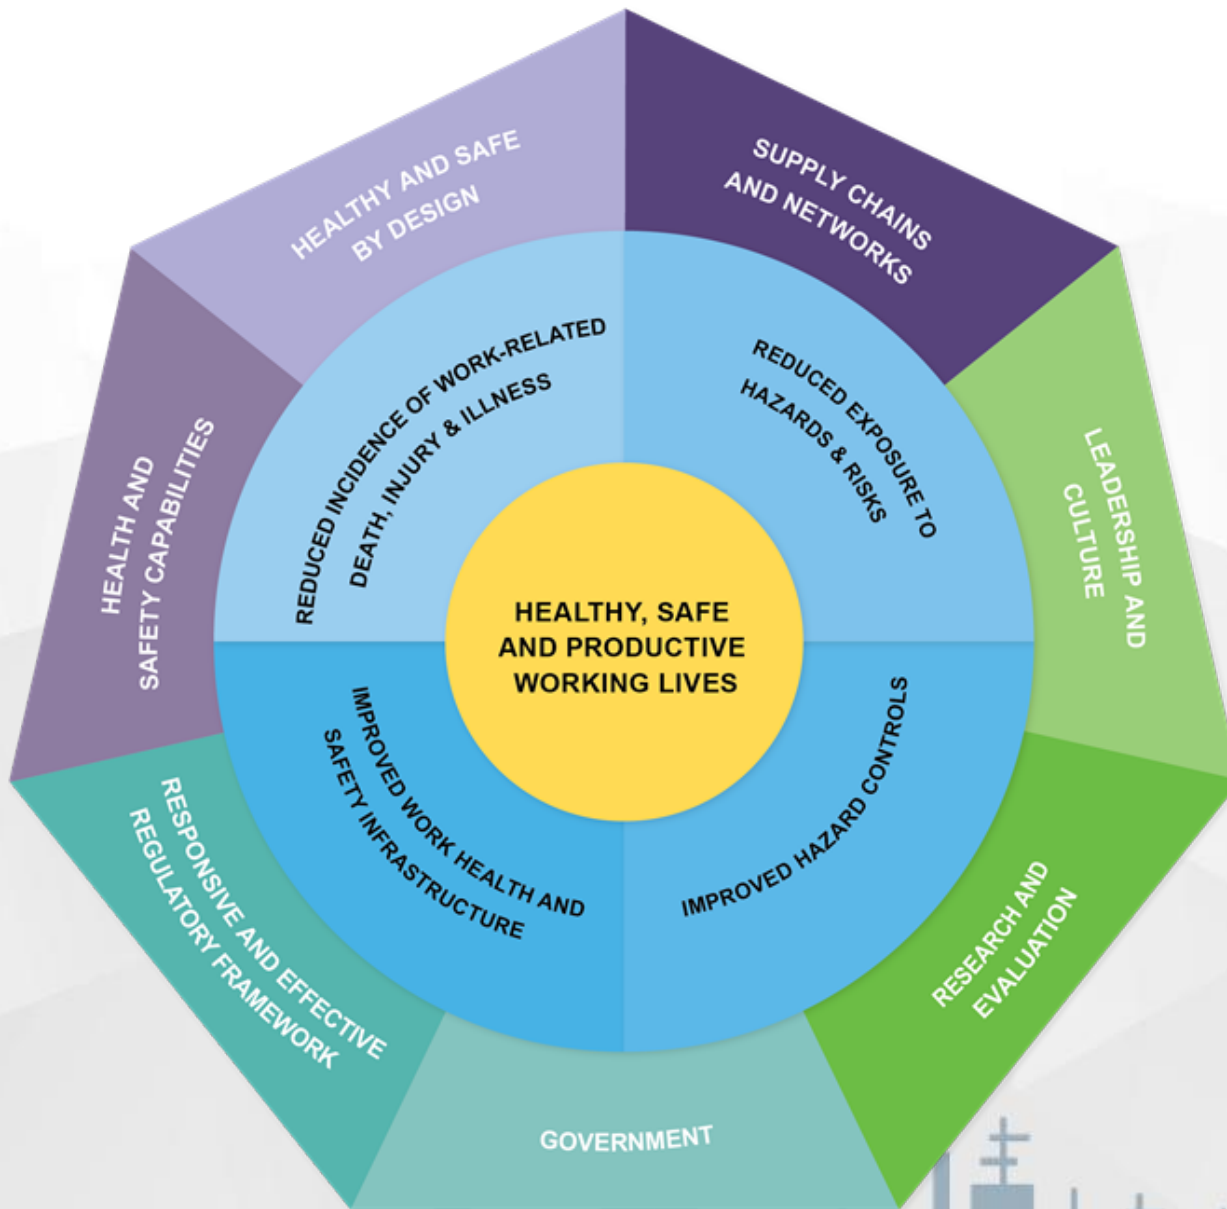 HEALTHY AND SAFE
BY DESIGN
SUPPLY CHAINS
AND NETWORKS
LEADERSHIP AND
CULTURE
RESEARCH AND
EVALUATION
GOVERNMENT
RESPONSIVE AND EFFECTIVE
REGULATORY FRAMEWORK
HEALTH AND
SAFETY CAPABILITIES
REDUCED INCIDENCE OF WORK-RELATED
DEATH, INJURY & ILLNESS
REDUCED EXPOSURE TO
HAZARDS & RISKS
IMPROVED HAZARD CONTROLS
IMPROVED WORK HEALTH AND
SAFETY INFRASTRUCTURE
HEALTHY, SAFE
AND PRODUCTIVE
WORKING LIVES